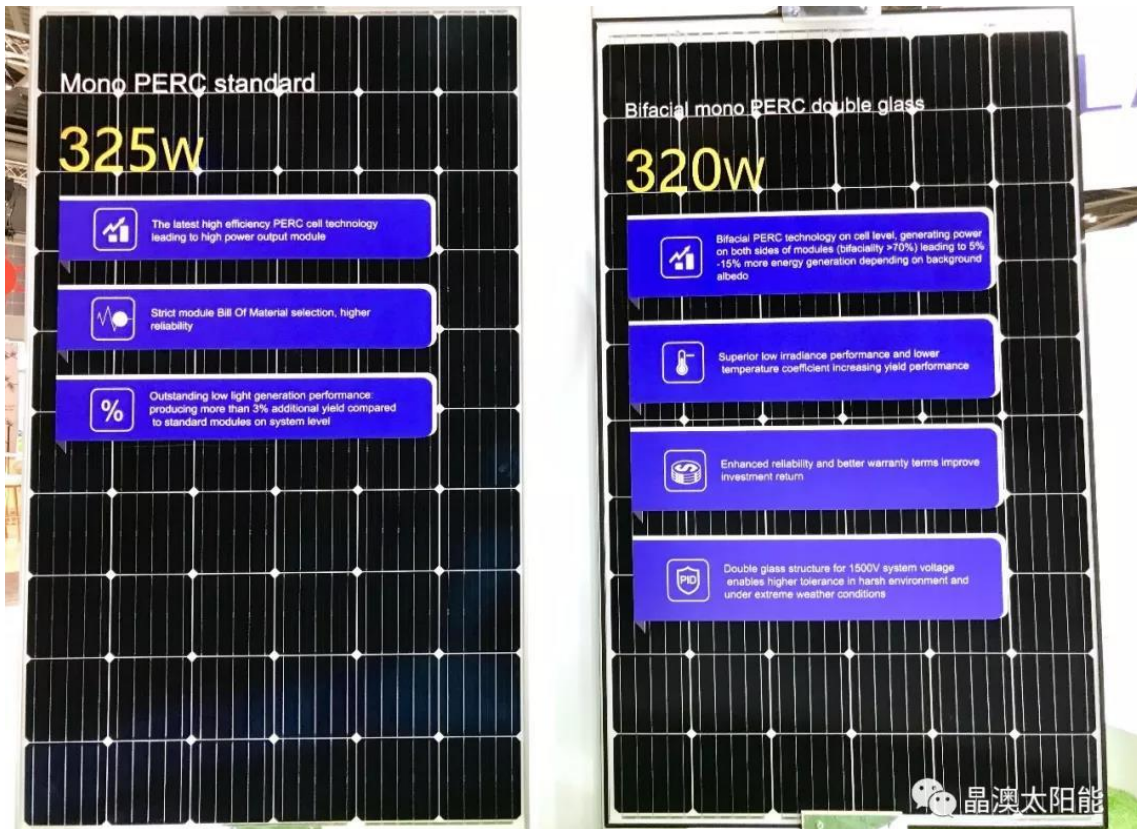 Mono PERC standard
325W
The latest high efficiency PERC cell technology
leading to high power output module
Strict module Bill Of Material selection, higher
reliability
%
Outstanding low light generation performance:
producing more than 3% additional yield compared
to standard modules on system level
Bifacial mono PERC double glass
320W
Bifacial PERC technology on cell level, generating power
on both sides of modules (bifaciality >70%) leading to 5%
-15% more energy generation depending on background
albedo
Superior low irradiance performance and lower
temperature coefficient increasing yield performance
$
Enhanced reliability and better warranty terms improve
investment return
PID
Double glass structure for 1500V system voltage
enables higher tolerance in harsh environment and
under extreme weather conditions
晶澳太阳能